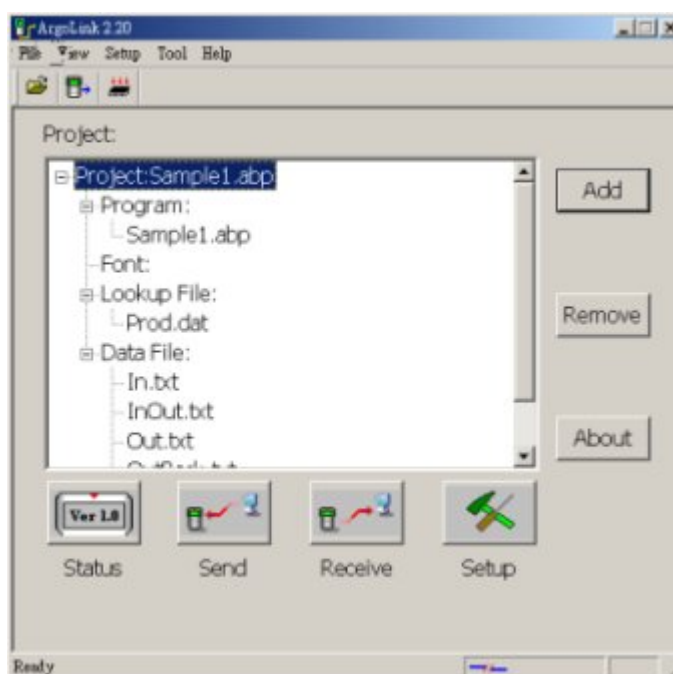 ArgoLink 2.20
File View Setup Tool Help
Project:
Project:Sample1.abp
Program:
Sample1.abp
Font:
Lookup File:
Prod.dat
Data File:
In.txt
InOut.txt
Out.txt
Add
Remove
About
Ver 1.0
Status Send Receive Setup
Ready